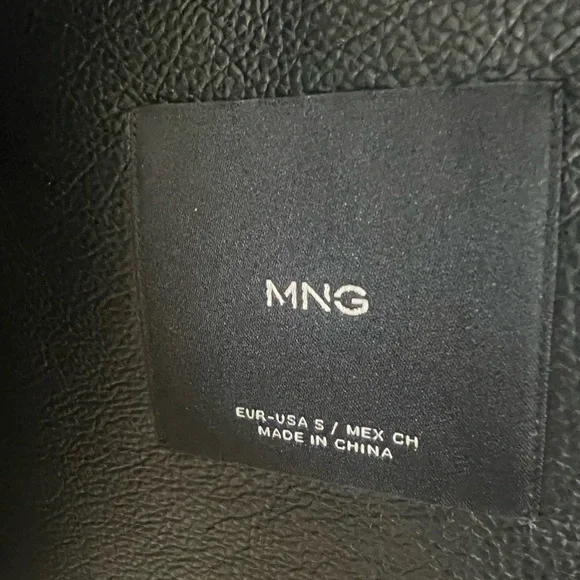 MNG
EUR-USA S / MEX CH
MADE IN CHINA